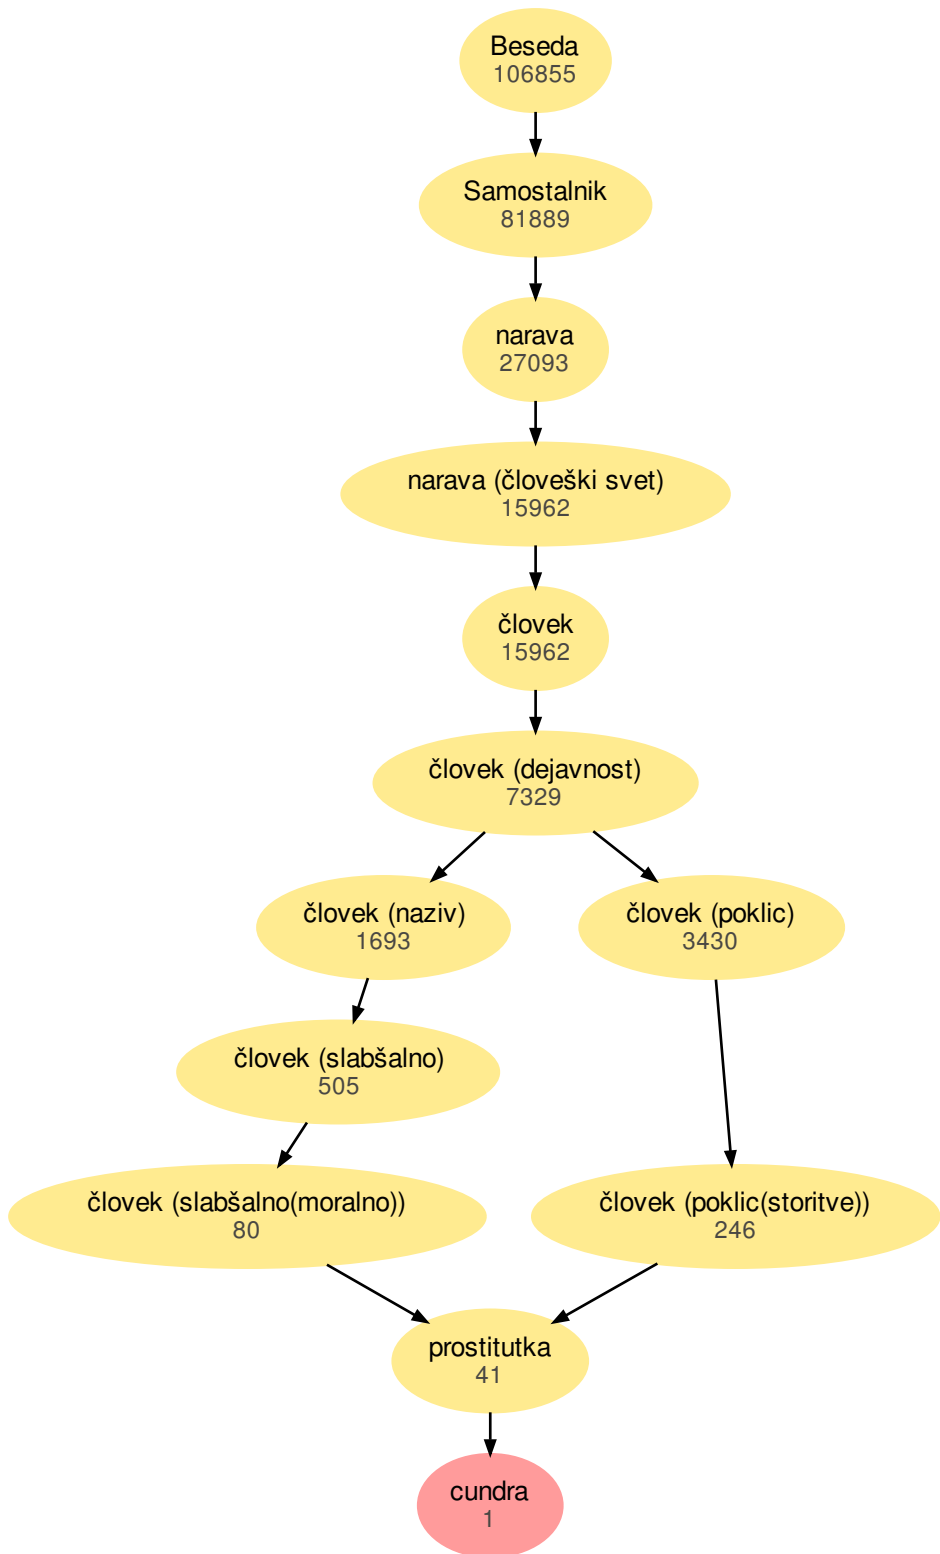 Beseda
106855
Samostalnik
81889
narava
27093
narava (človeški svet)
15962
človek
15962
človek (dejavnost)
7329
človek (naziv)
1693
človek (poklic)
3430
človek (slabšalno)
505
človek (slabšalno(moralno))
80
človek (poklic(storitve))
246
prostitutka
41
cundra
1